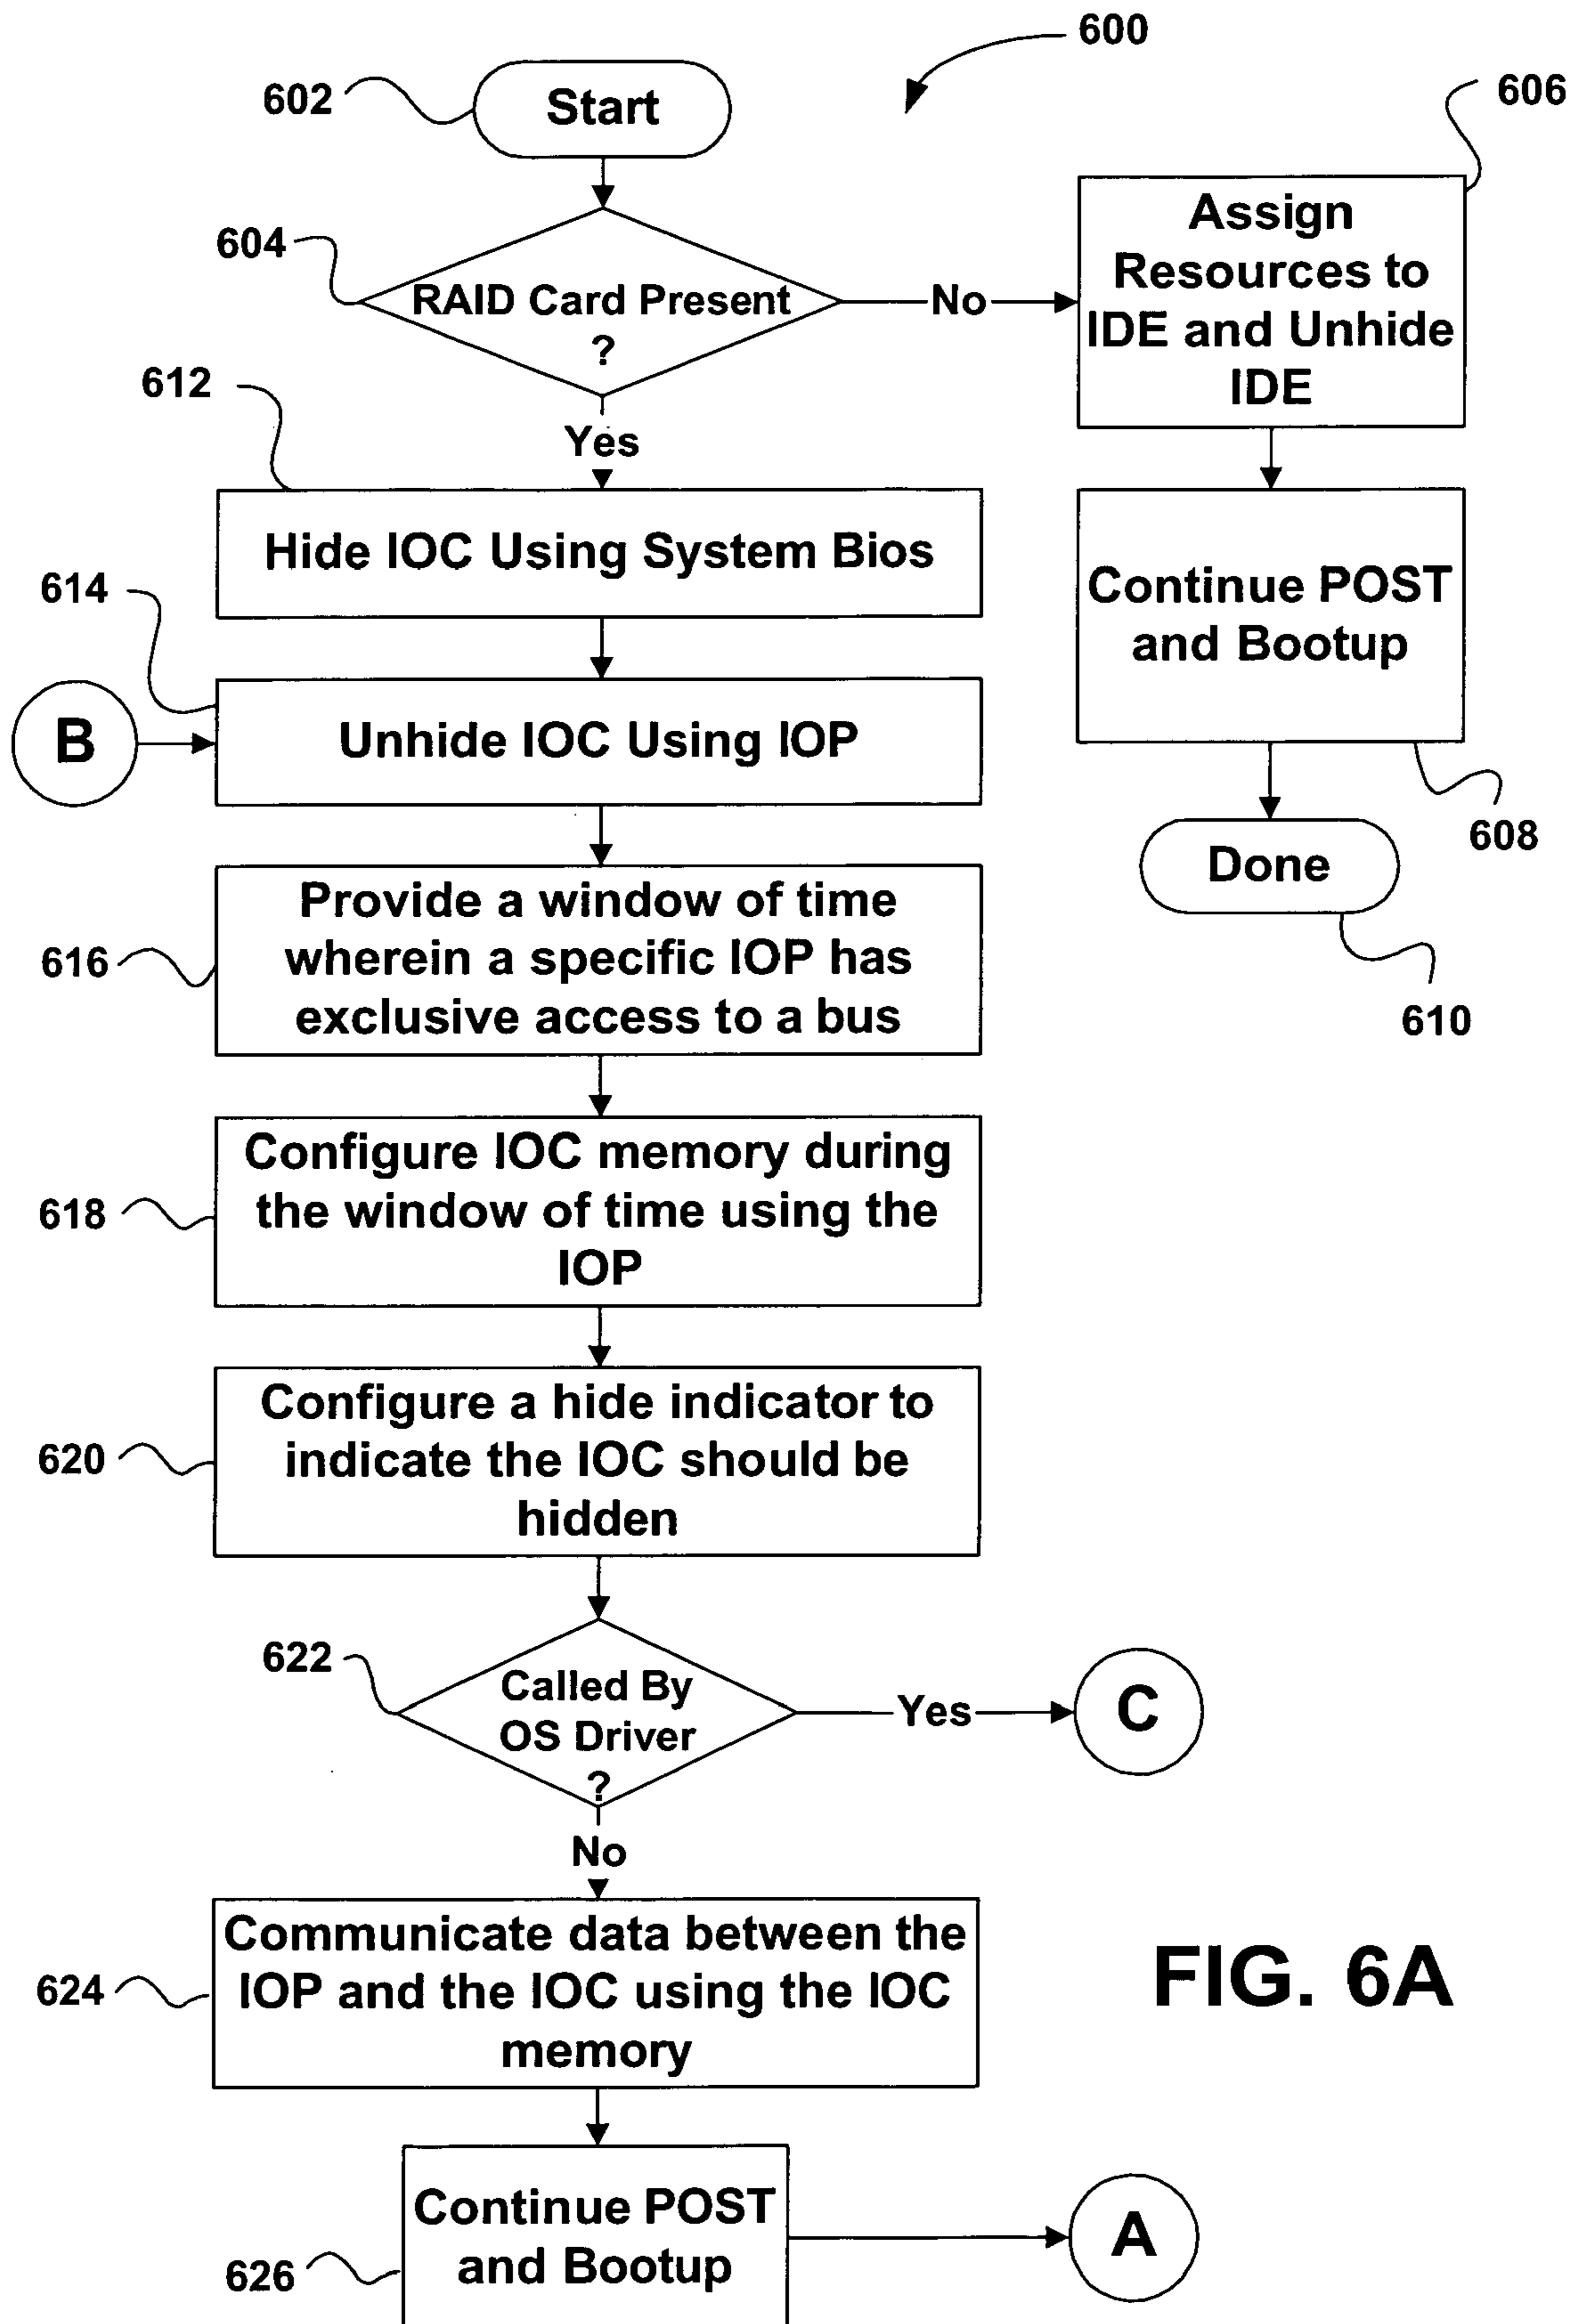 600
602
Start
606
Assign
Resources to
IDE and Unhide
IDE
604
RAID Card Present
?
No
612
Yes
Hide IOC Using System Bios
614
Continue POST
and Bootup
B
Unhide IOC Using IOP
608
Done
610
616
Provide a window of time
wherein a specific IOP has
exclusive access to a bus
618
Configure IOC memory during
the window of time using the
IOP
620
Configure a hide indicator to
indicate the IOC should be
hidden
622
Called By
OS Driver
?
Yes
C
No
624
Communicate data between the
IOP and the IOC using the IOC
memory
FIG. 6A
626
Continue POST
and Bootup
A